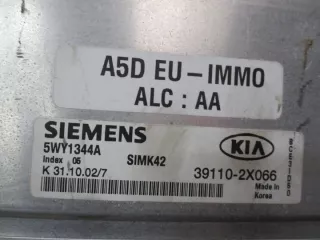 A5D EU-IMMO
ALC : AA
SIEMENS
KIA
5WY1344A
Index 06
SIMK42
39110-2X066
K 31.10.02/7
Made in
Korea